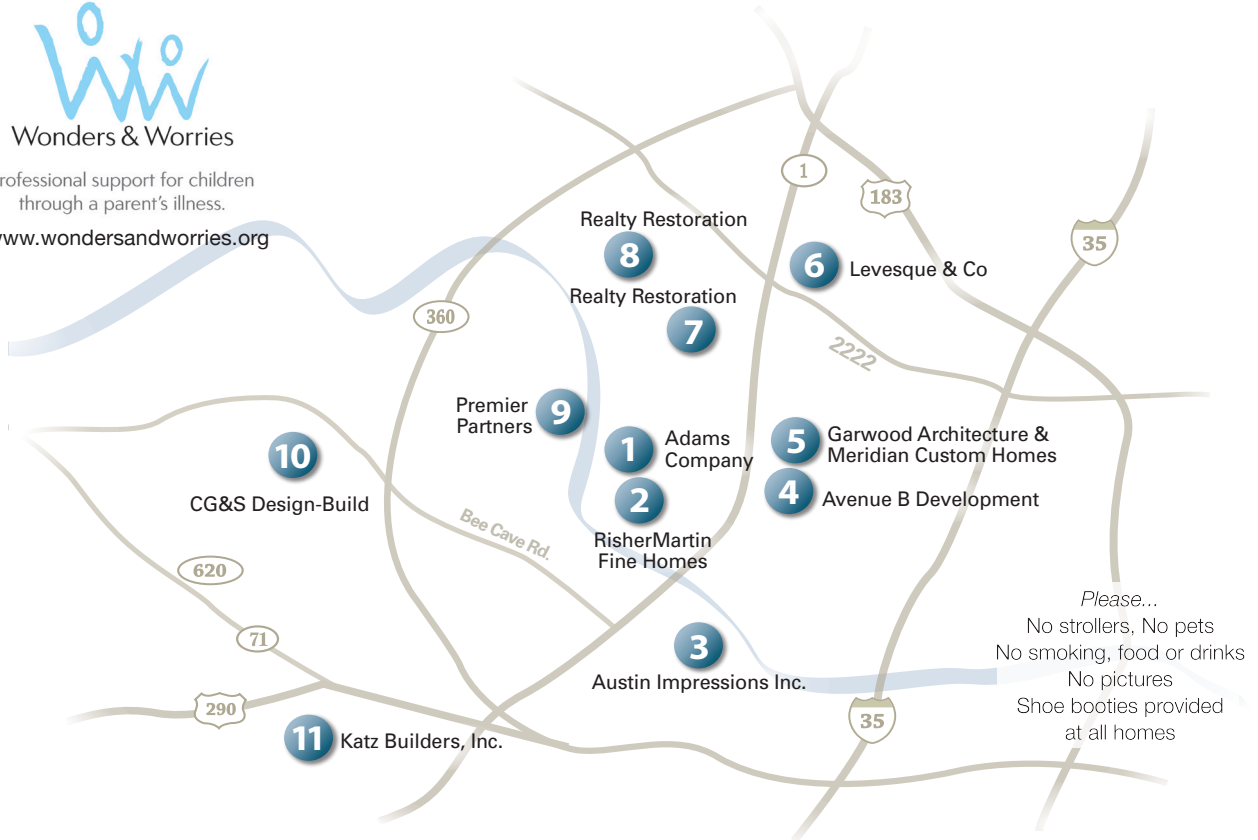 Wonders & Worries
rofessional support for children
through a parent's illness.
www.wondersandworries.org
1
183
35
Realty Restoration
8
6
Levesque & Co
Realty Restoration
7
360
2222
Premier
Partners
9
1
Adams
Company
5
Garwood Architecture &
Meridian Custom Homes
10
CG&S Design-Build
2
RisherMartin
Fine Homes
4
Avenue B Development
Bee Cave Rd.
620
71
3
Austin Impressions Inc.
290
11
Katz Builders, Inc.
35
Please...
No strollers, No pets
No smoking, food or drinks
No pictures
Shoe booties provided
at all homes